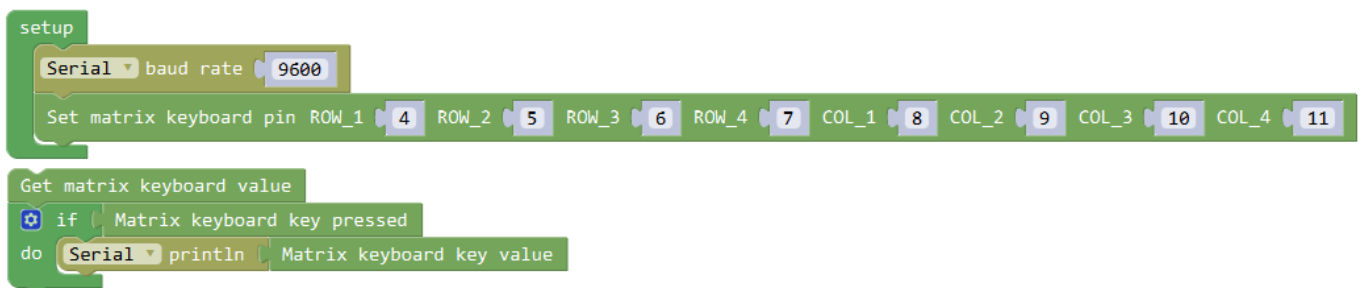 setup
Serial baud rate 9600
Set matrix keyboard pin ROW_1 4 ROW_2 5 ROW_3 6 ROW_4 7 COL_1 8 COL_2 9 COL_3 10 COL_4 11
Get matrix keyboard value
if Matrix keyboard key pressed
do Serial println Matrix keyboard key value